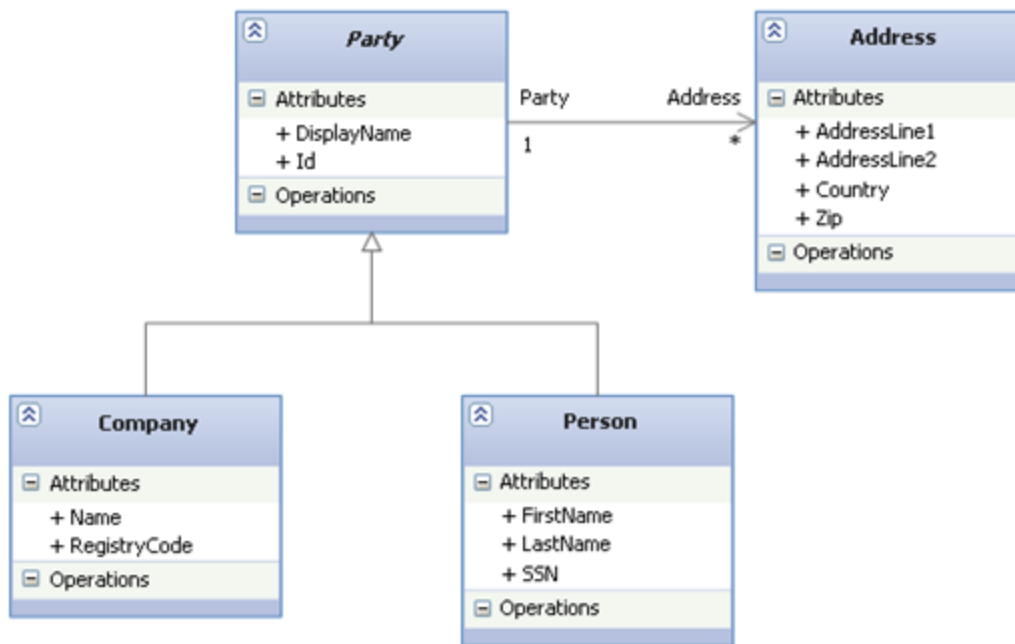 Party
Attributes
+ DisplayName
+ Id
Operations
Party
Address
1
*
Address
Attributes
+ AddressLine1
+ AddressLine2
+ Country
+ Zip
Operations
Company
Attributes
+ Name
+ RegistryCode
Operations
Person
Attributes
+ FirstName
+ LastName
+ SSN
Operations